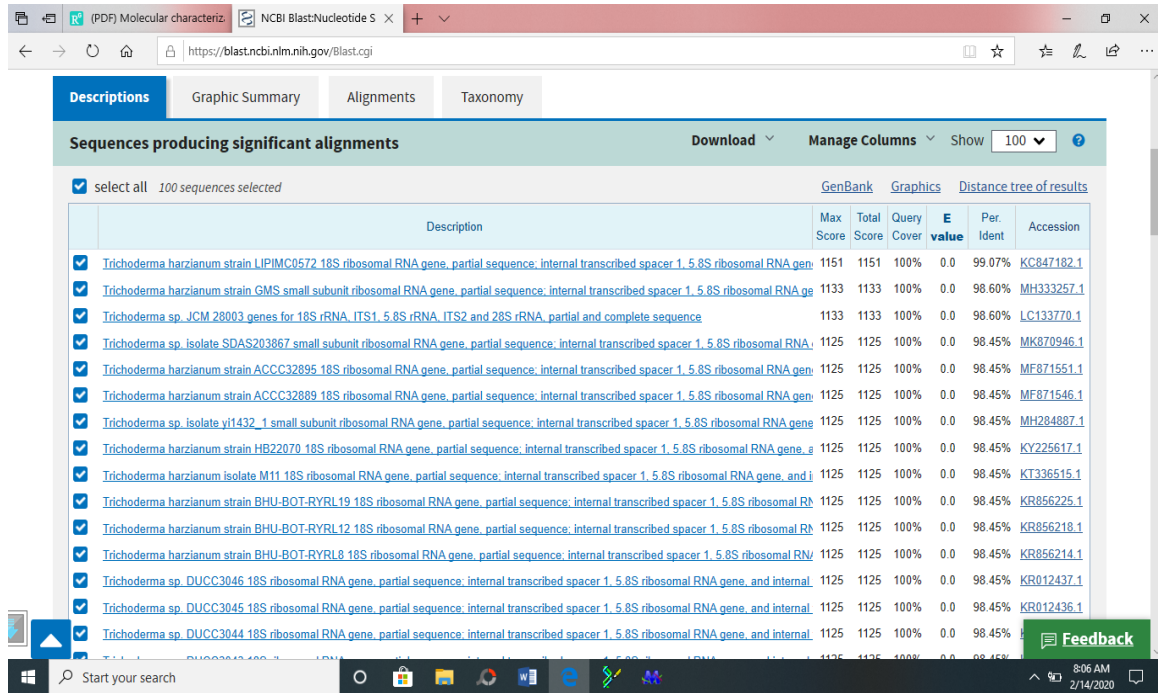 (PDF) Molecular characteriz. NCBI Blast:Nucleotide S
https://blast.ncbi.nlm.nih.gov/Blast.cgi
Descriptions Graphic Summary Alignments Taxonomy
Sequences producing significant alignments Download Manage Columns Show 100
select all 100 sequences selected GenBank Graphics Distance tree of results
Description Max Score Total Score Query Cover E value Per. Ident Accession
Trichoderma harzianum strain LIPIMC0572 18S ribosomal RNA gene, partial sequence; internal transcribed spacer 1, 5.8S ribosomal RNA gen 1151 1151 100% 0.0 99.07% KC847182.1
Trichoderma harzianum strain GMS small subunit ribosomal RNA gene, partial sequence; internal transcribed spacer 1, 5.8S ribosomal RNA ge 1133 1133 100% 0.0 98.60% MH333257.1
Trichoderma sp. JCM 28003 genes for 18S rRNA, ITS1, 5.8S rRNA, ITS2 and 28S rRNA, partial and complete sequence 1133 1133 100% 0.0 98.60% LC133770.1
Trichoderma sp. isolate SDAS203867 small subunit ribosomal RNA gene, partial sequence; internal transcribed spacer 1, 5.8S ribosomal RNA 1125 1125 100% 0.0 98.45% MK870946.1
Trichoderma harzianum strain ACCC32895 18S ribosomal RNA gene, partial sequence; internal transcribed spacer 1, 5.8S ribosomal RNA gen 1125 1125 100% 0.0 98.45% MF871551.1
Trichoderma harzianum strain ACCC32889 18S ribosomal RNA gene, partial sequence; internal transcribed spacer 1, 5.8S ribosomal RNA gen 1125 1125 100% 0.0 98.45% MF871546.1
Trichoderma sp. isolate yi1432_1 small subunit ribosomal RNA gene, partial sequence; internal transcribed spacer 1, 5.8S ribosomal RNA gene 1125 1125 100% 0.0 98.45% MH284887.1
Trichoderma harzianum strain HB22070 18S ribosomal RNA gene, partial sequence; internal transcribed spacer 1, 5.8S ribosomal RNA gene, a 1125 1125 100% 0.0 98.45% KY225617.1
Trichoderma harzianum isolate M11 18S ribosomal RNA gene, partial sequence; internal transcribed spacer 1, 5.8S ribosomal RNA gene, and i 1125 1125 100% 0.0 98.45% KT336515.1
Trichoderma harzianum strain BHU-BOT-RYRL19 18S ribosomal RNA gene, partial sequence; internal transcribed spacer 1, 5.8S ribosomal RN 1125 1125 100% 0.0 98.45% KR856225.1
Trichoderma harzianum strain BHU-BOT-RYRL12 18S ribosomal RNA gene, partial sequence; internal transcribed spacer 1, 5.8S ribosomal RN 1125 1125 100% 0.0 98.45% KR856218.1
Trichoderma harzianum strain BHU-BOT-RYRL8 18S ribosomal RNA gene, partial sequence; internal transcribed spacer 1, 5.8S ribosomal RNA 1125 1125 100% 0.0 98.45% KR856214.1
Trichoderma sp. DUCC3046 18S ribosomal RNA gene, partial sequence; internal transcribed spacer 1, 5.8S ribosomal RNA gene, and internal 1125 1125 100% 0.0 98.45% KR012437.1
Trichoderma sp. DUCC3045 18S ribosomal RNA gene, partial sequence; internal transcribed spacer 1, 5.8S ribosomal RNA gene, and internal 1125 1125 100% 0.0 98.45% KR012436.1
Trichoderma sp. DUCC3044 18S ribosomal RNA gene, partial sequence; internal transcribed spacer 1, 5.8S ribosomal RNA gene, and internal 1125 1125 100% 0.0 98.45%
Feedback
Start your search 8:06 AM
2/14/2020